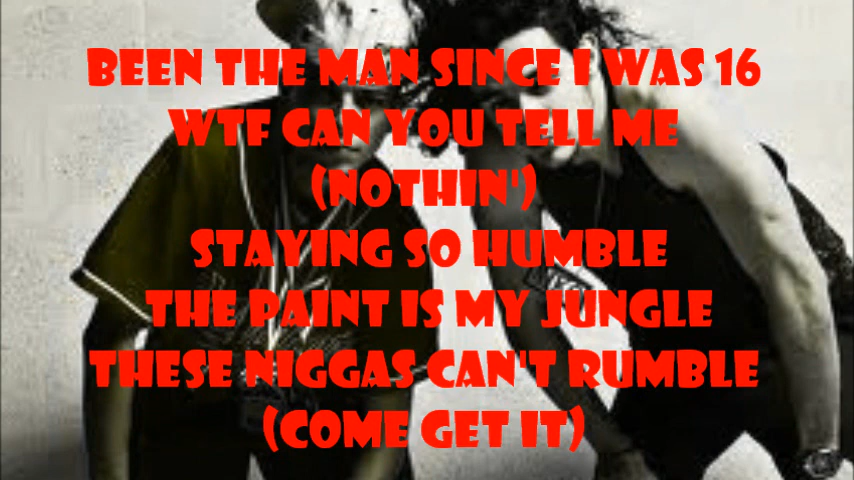 BEEN THE MAN SINCE I WAS 16
WTF CAN YOU TELL ME
(NOTHIN')
STAYING SO HUMBLE
THE PAINT IS MY JUNGLE
THESE NIGGAS CAN'T RUMBLE
(COME GET IT)